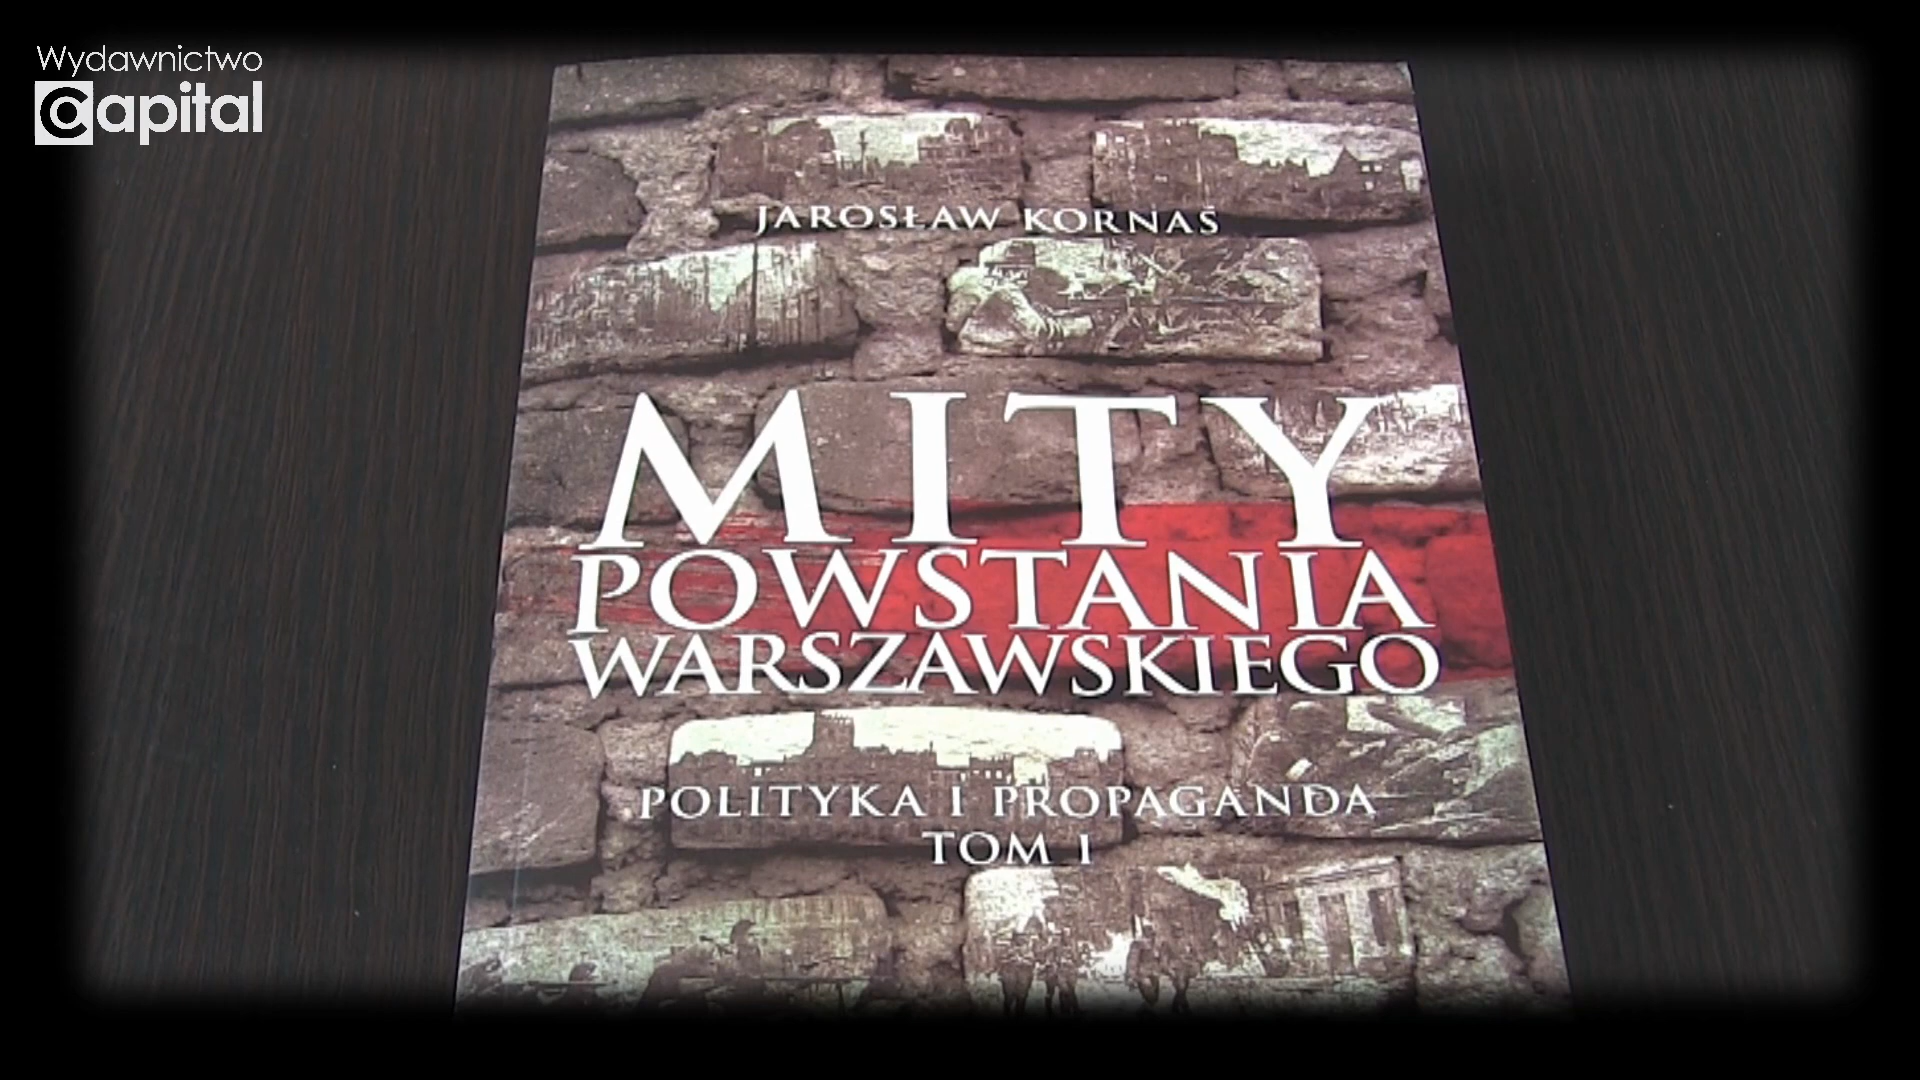 Wydawnictwo
Capital
JAROSŁAW KORNAŚ
MITY
POWSTANIA
WARSZAWSKIEGO
POLITYKA I PROPAGANDA
TOM I